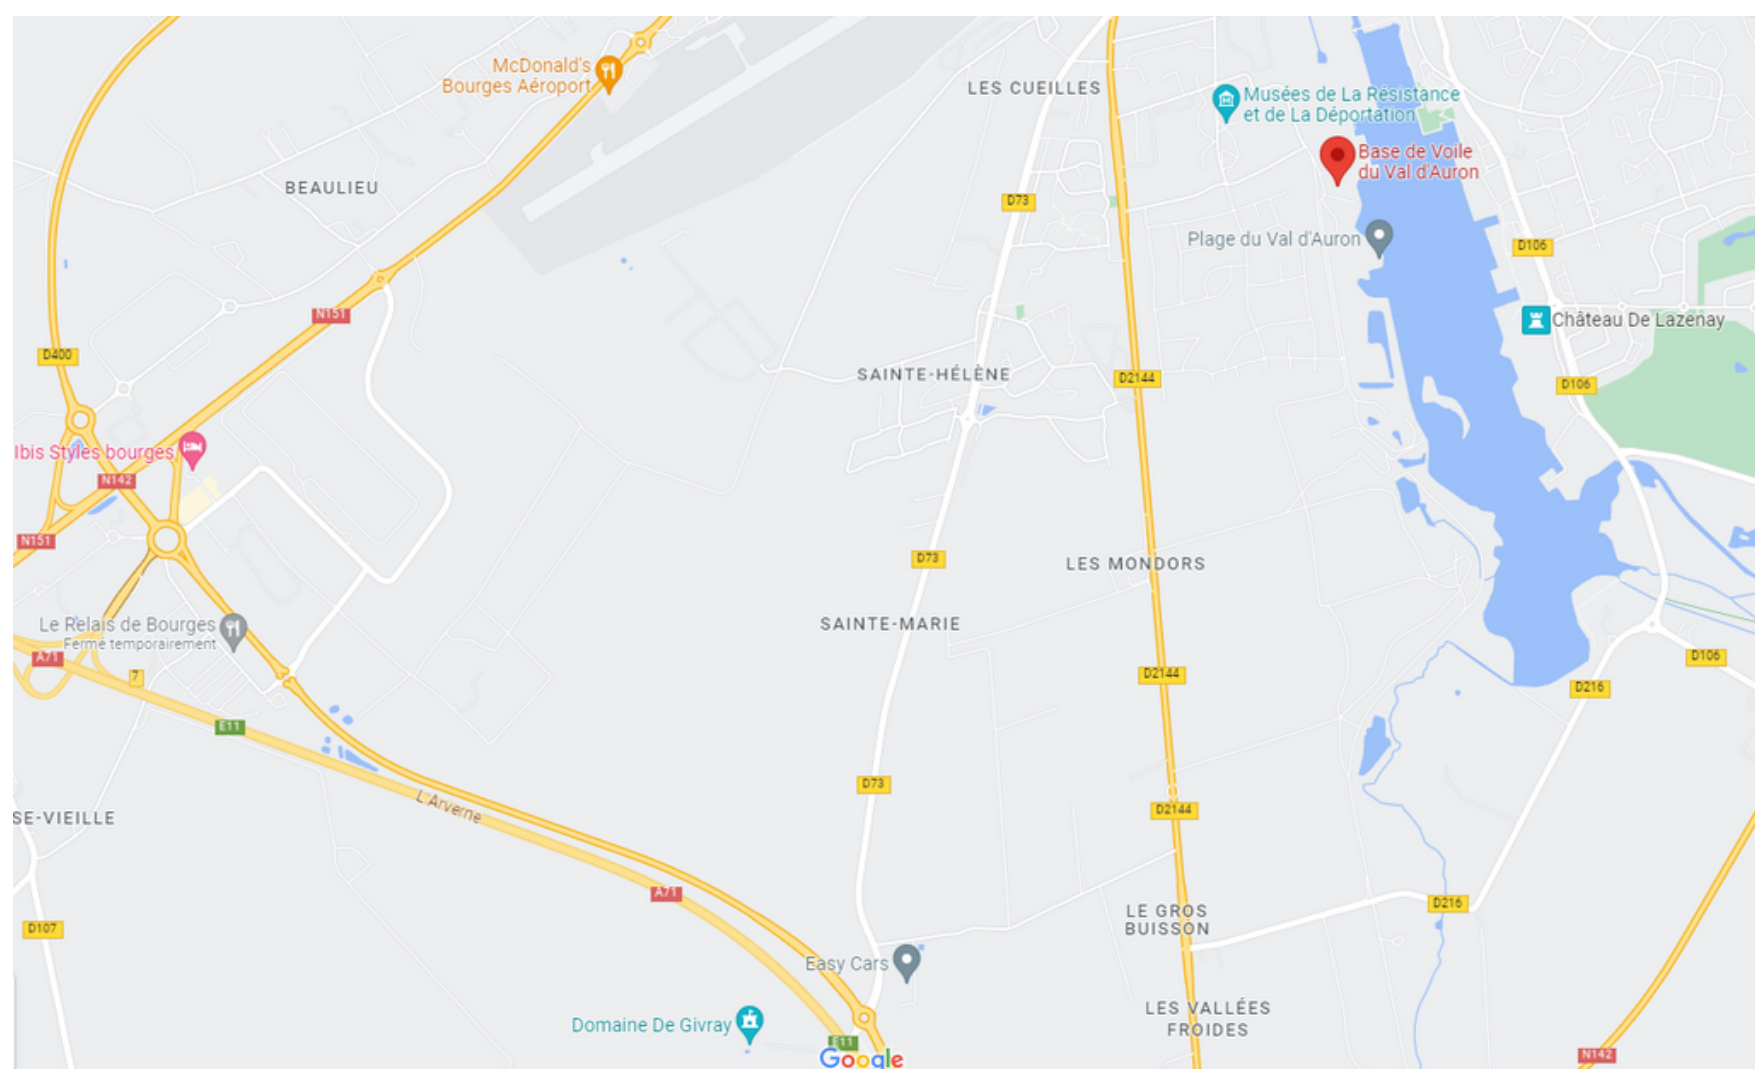 McDonald's
Bourges Aéroport
LES CUEILLES
Musées de La Résistance
et de La Déportation
Base de Voile
du Val d'Auron
BEAULIEU
D73
Plage du Val d'Auron
D106
N151
Château De Lazenay
D400
SAINTE-HÉLÈNE
D2144
D106
Ibis Styles bourges
N142
N151
D73
LES MONDORS
Le Relais de Bourges
Fermé temporairement
SAINTE-MARIE
A71
7
D2144
D106
D216
E11
D73
L'Arverne
D2144
SE-VIEILLE
A71
D216
LE GROS
BUISSON
D107
Easy Cars
LES VALLÉES
FROIDES
Domaine De Givray
E11
Google
N142